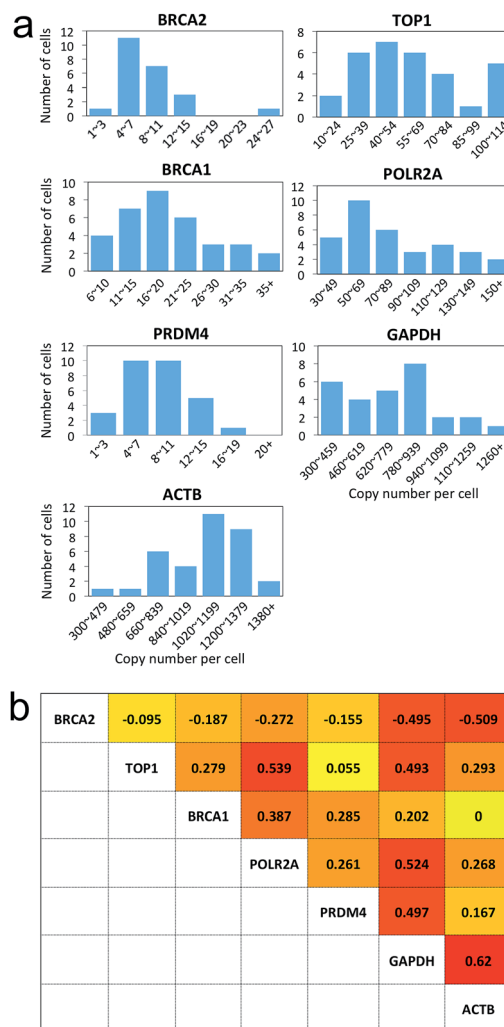 a
BRCA2
Number of cells
12
10
8
6
4
2
0
1~3 4~7 8~11 12~15 16~19 20~23 24~27
TOP1
8
6
4
2
0
10~24 25~39 40~54 55~69 70~84 85~99 100~114
BRCA1
Number of cells
10
8
6
4
2
0
6~10 11~15 16~20 21~25 26~30 31~35 35+
POLR2A
12
10
8
6
4
2
0
30~49 50~69 70~89 90~109 110~129 130~149 150+
PRDM4
Number of cells
12
10
8
6
4
2
0
1~3 4~7 8~11 12~15 16~19 20+
GAPDH
10
8
6
4
2
0
300~459 460~619 620~779 780~939 940~1099 110~1259 1260+
Copy number per cell
ACTB
Number of cells
12
10
8
6
4
2
0
300~479 480~659 660~839 840~1019 1020~1199 1200~1379 1380+
Copy number per cell
b
BRCA2 -0.095 -0.187 -0.272 -0.155 -0.495 -0.509
TOP1 0.279 0.539 0.055 0.493 0.293
BRCA1 0.387 0.285 0.202 0
POLR2A 0.261 0.524 0.268
PRDM4 0.497 0.167
GAPDH 0.62
ACTB